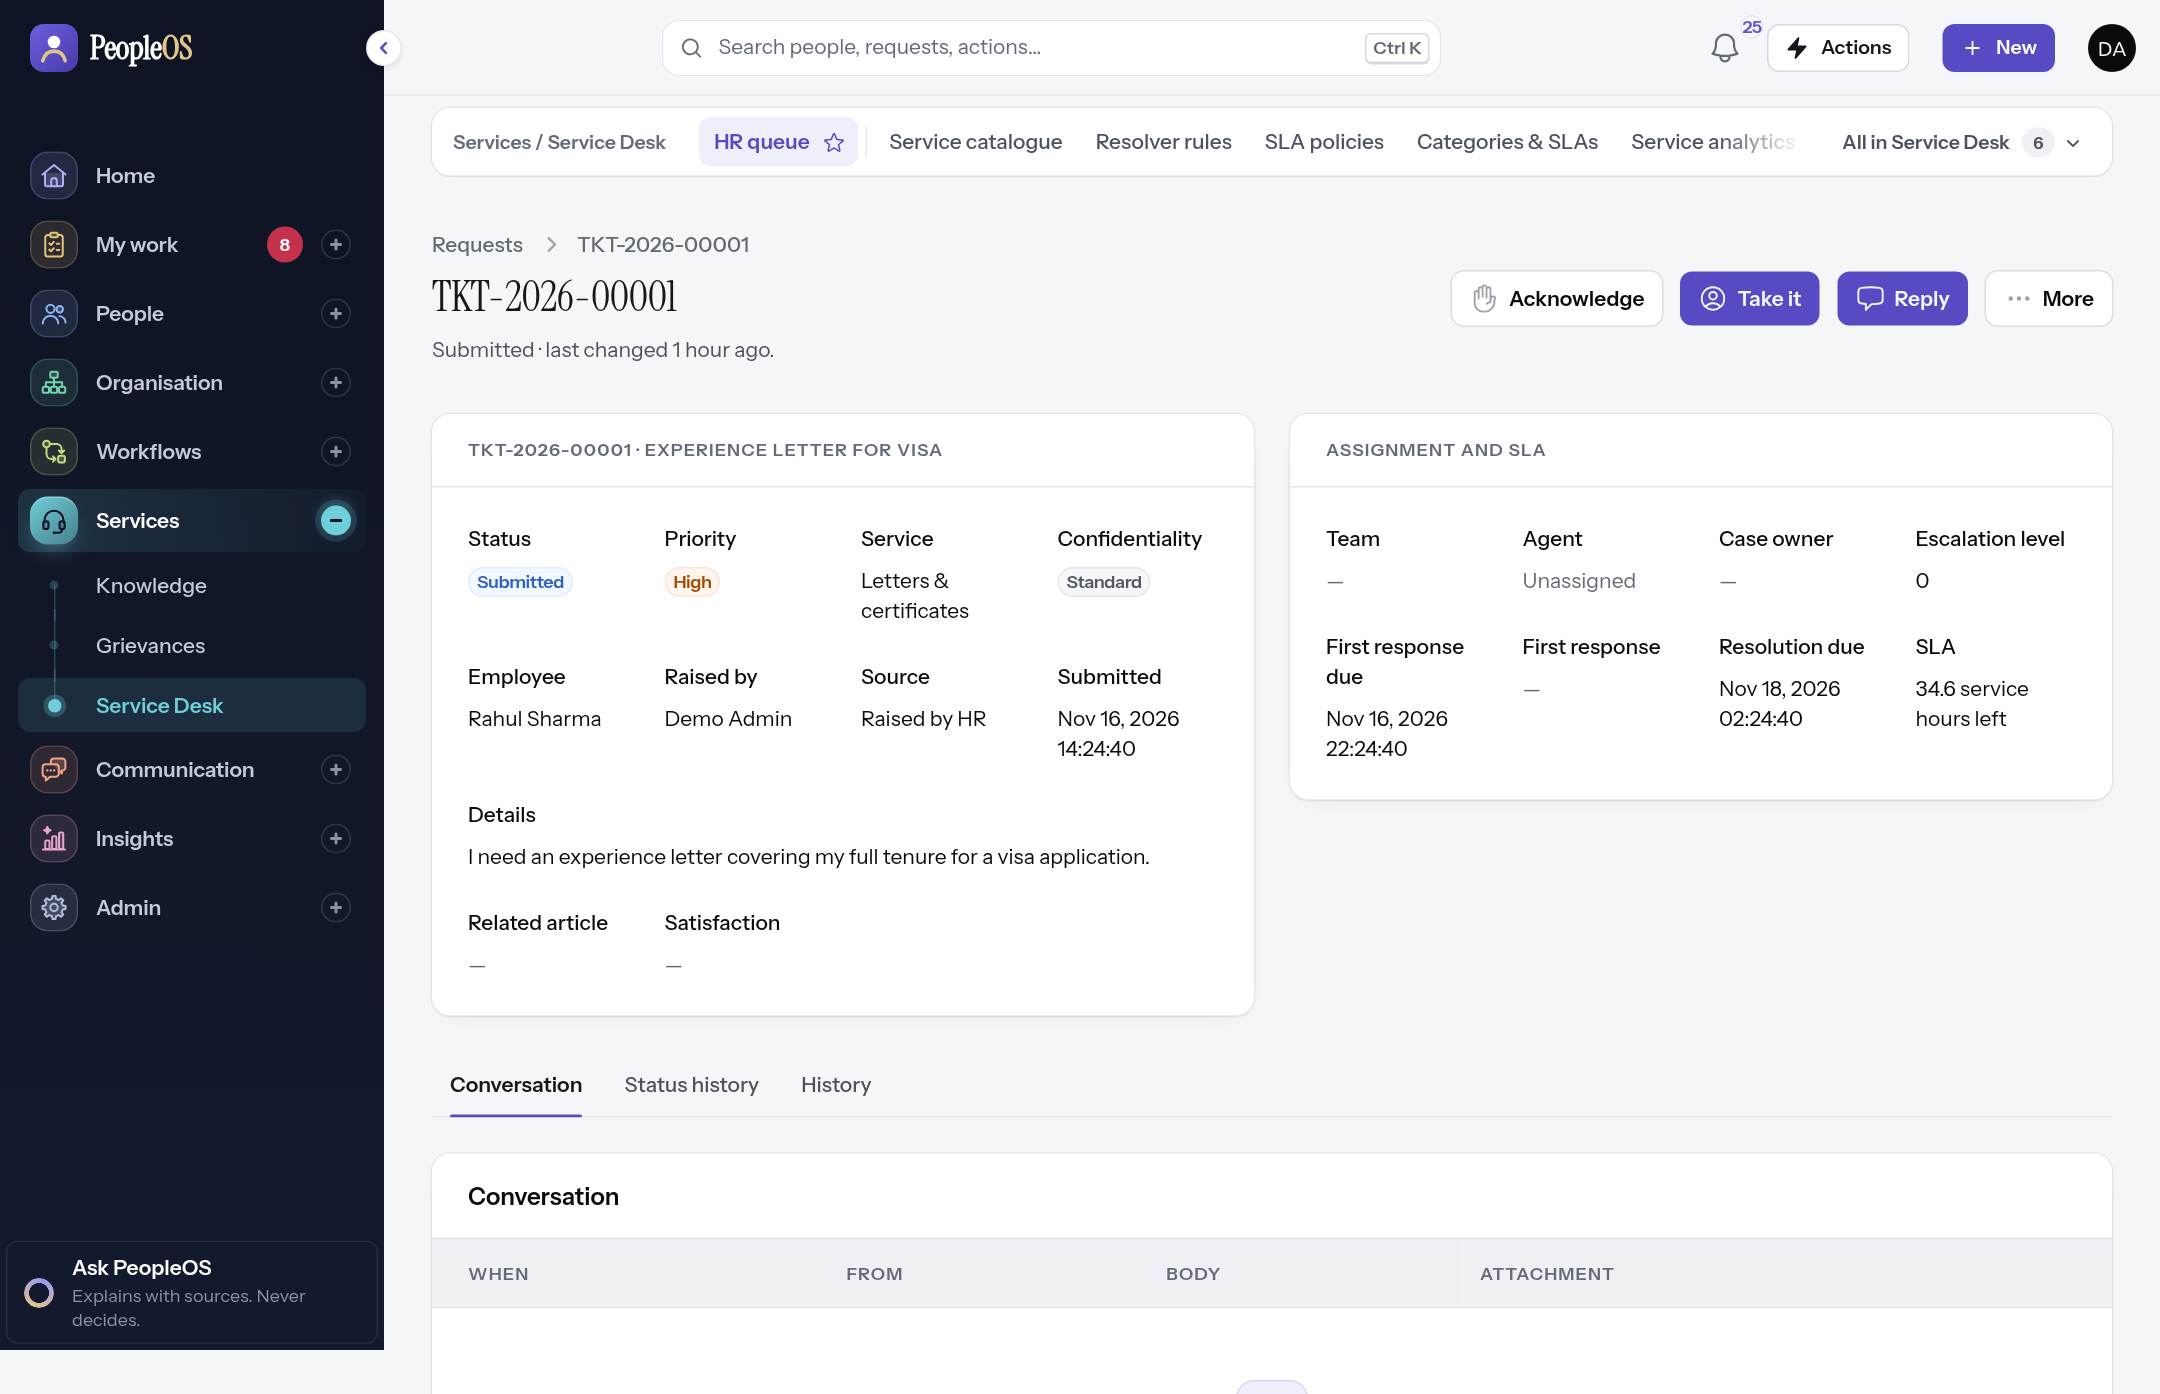 PeopleOS
Search people, requests, actions...
Ctrl K
25
Actions
New
DA
Home
My work
8
People
Organisation
Workflows
Services
Knowledge
Grievances
Service Desk
Communication
Insights
Admin
Ask PeopleOS
Explains with sources. Never
decides.
Services / Service Desk
HR queue
Service catalogue
Resolver rules
SLA policies
Categories & SLAs
Service analytics
All in Service Desk
6
Requests
TKT-2026-00001
TKT-2026-00001
Submitted · last changed 1 hour ago.
Acknowledge
Take it
Reply
More
TKT-2026-00001 · EXPERIENCE LETTER FOR VISA
Status
Priority
Service
Confidentiality
Submitted
High
Letters &
certificates
Standard
Employee
Raised by
Source
Submitted
Rahul Sharma
Demo Admin
Raised by HR
Nov 16, 2026
14:24:40
Details
I need an experience letter covering my full tenure for a visa application.
Related article
Satisfaction
—
—
ASSIGNMENT AND SLA
Team
Agent
Case owner
Escalation level
—
Unassigned
—
0
First response
due
First response
Resolution due
SLA
Nov 16, 2026
22:24:40
—
Nov 18, 2026
02:24:40
34.6 service
hours left
Conversation
Status history
History
Conversation
WHEN
FROM
BODY
ATTACHMENT